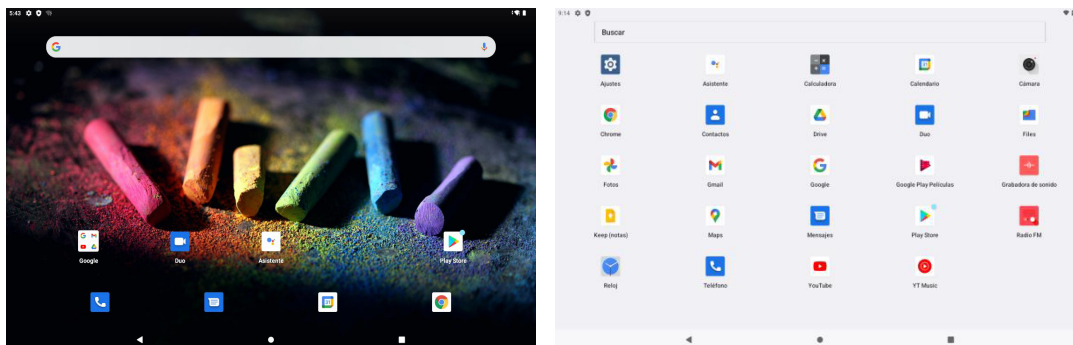 5:43
Google
Duo
Asistente
Play Store
9:14
Buscar
Ajustes
Asistente
Calculadora
Calendario
Cámara
Chrome
Contactos
Drive
Duo
Files
Fotos
Gmail
Google
Google Play Películas
Grabadora de sonido
Keep (notas)
Maps
Mensajes
Play Store
Radio FM
Reloj
Teléfono
YouTube
YT Music